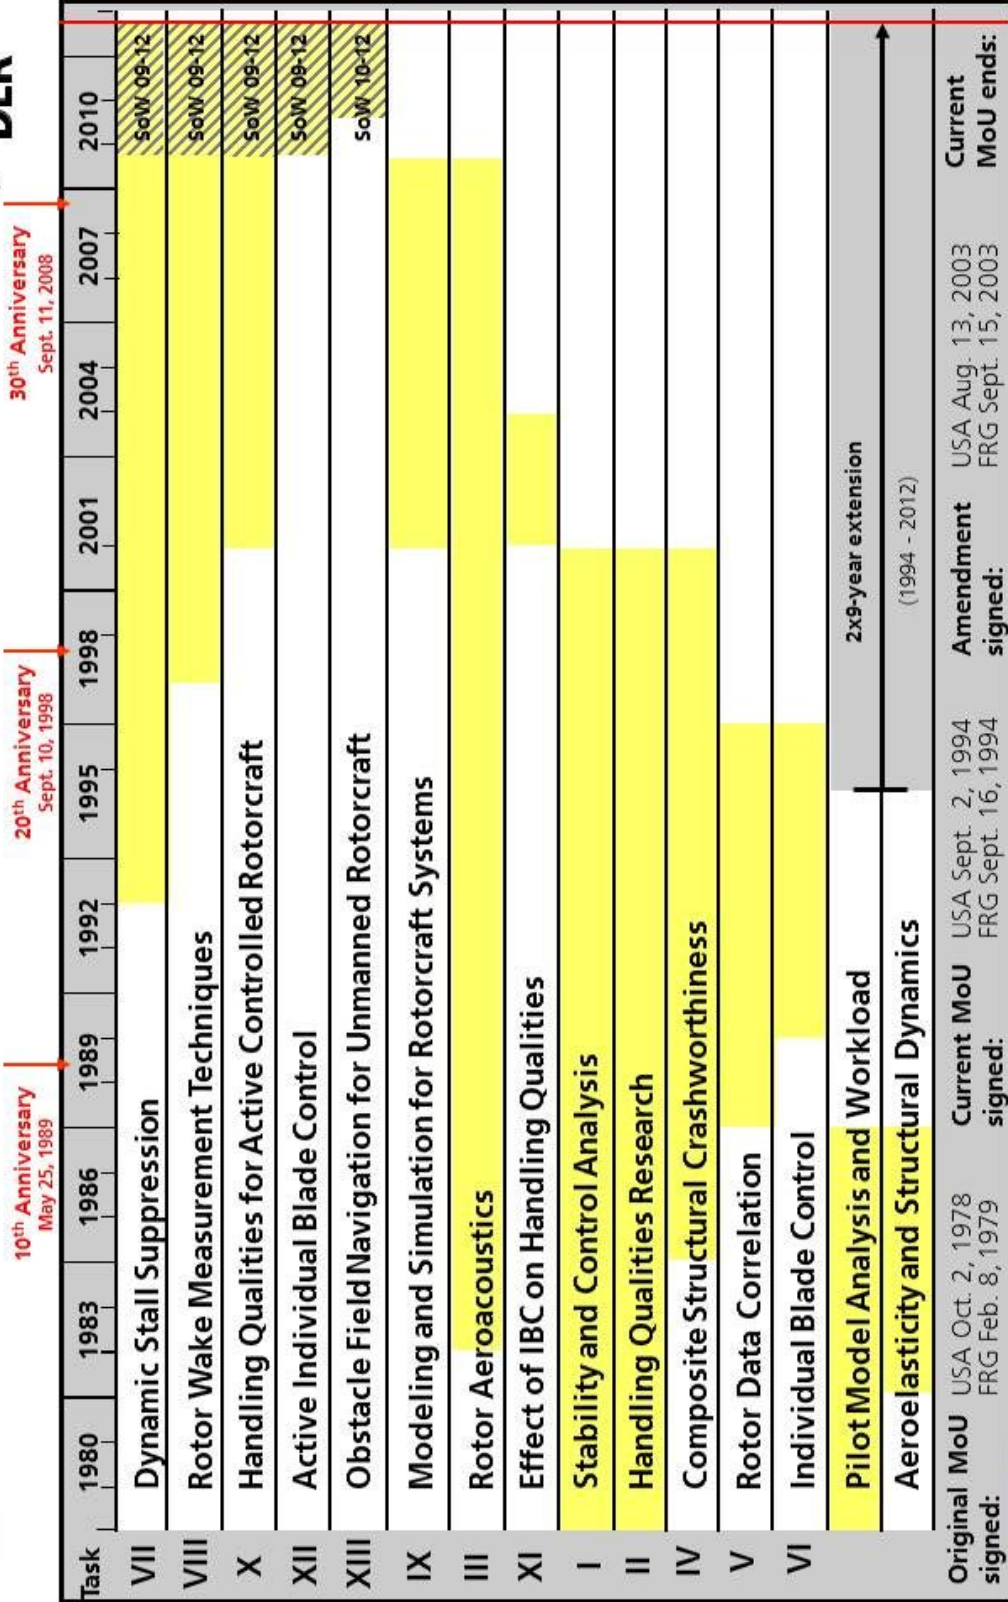 DLR
10th Anniversary
May 25, 1989
20th Anniversary
Sept. 10, 1998
30th Anniversary
Sept. 11, 2008
Task 1980 1983 1986 1989 1992 1995 1998 2001 2004 2007 2010
VII Dynamic Stall Suppression SoW 09-12
VIII Rotor Wake Measurement Techniques SoW 09-12
X Handling Qualities for Active Controlled Rotorcraft SoW 09-12
XII Active Individual Blade Control SoW 09-12
XIII Obstacle Field Navigation for Unmanned Rotorcraft SoW 10-12
IX Modeling and Simulation for Rotorcraft Systems
III Rotor Aeroacoustics
XI Effect of IBC on Handling Qualities
I Stability and Control Analysis
II Handling Qualities Research
IV Composite Structural Crashworthiness
V Rotor Data Correlation
VI Individual Blade Control
Pilot Model Analysis and Workload 2x9-year extension
Aeroelasticity and Structural Dynamics (1994 - 2012)
Original MoU USA Oct. 2, 1978 Current MoU USA Sept. 2, 1994 Amendment USA Aug. 13, 2003 Current
signed: FRG Feb. 8, 1979 signed: FRG Sept. 16, 1994 signed: FRG Sept. 15, 2003 MoU ends: